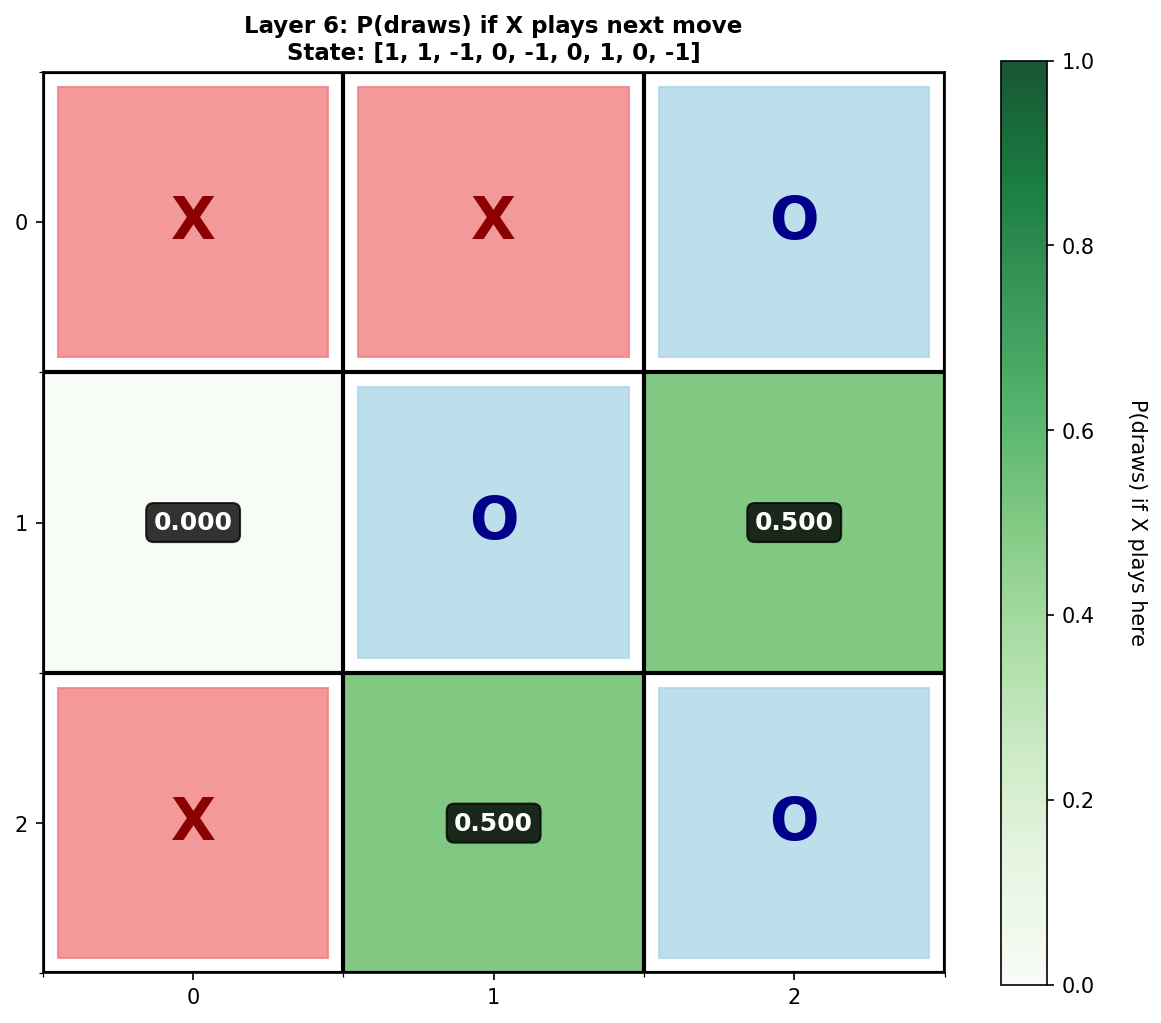 Layer 6: P(draws) if X plays next move
State: [1, 1, -1, 0, -1, 0, 1, 0, -1]
0
X
X
O
1
0.000
O
0.500
2
X
0.500
O
0
1
2
1.0
0.8
0.6
0.4
0.2
0.0
P(draws) if X plays here